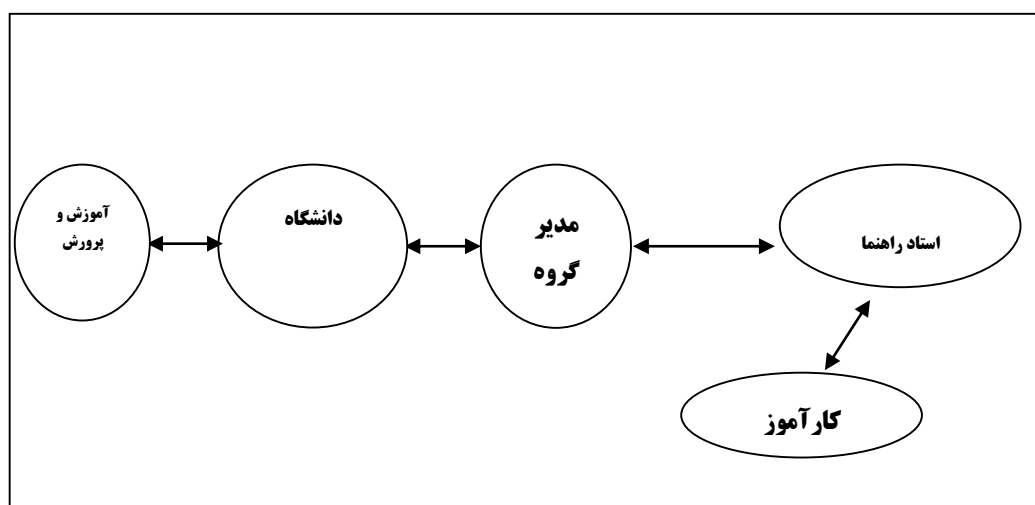 استاد راهنما
مدیر
گروه
دانشگاه
آموزش و
پرورش
کارآموز